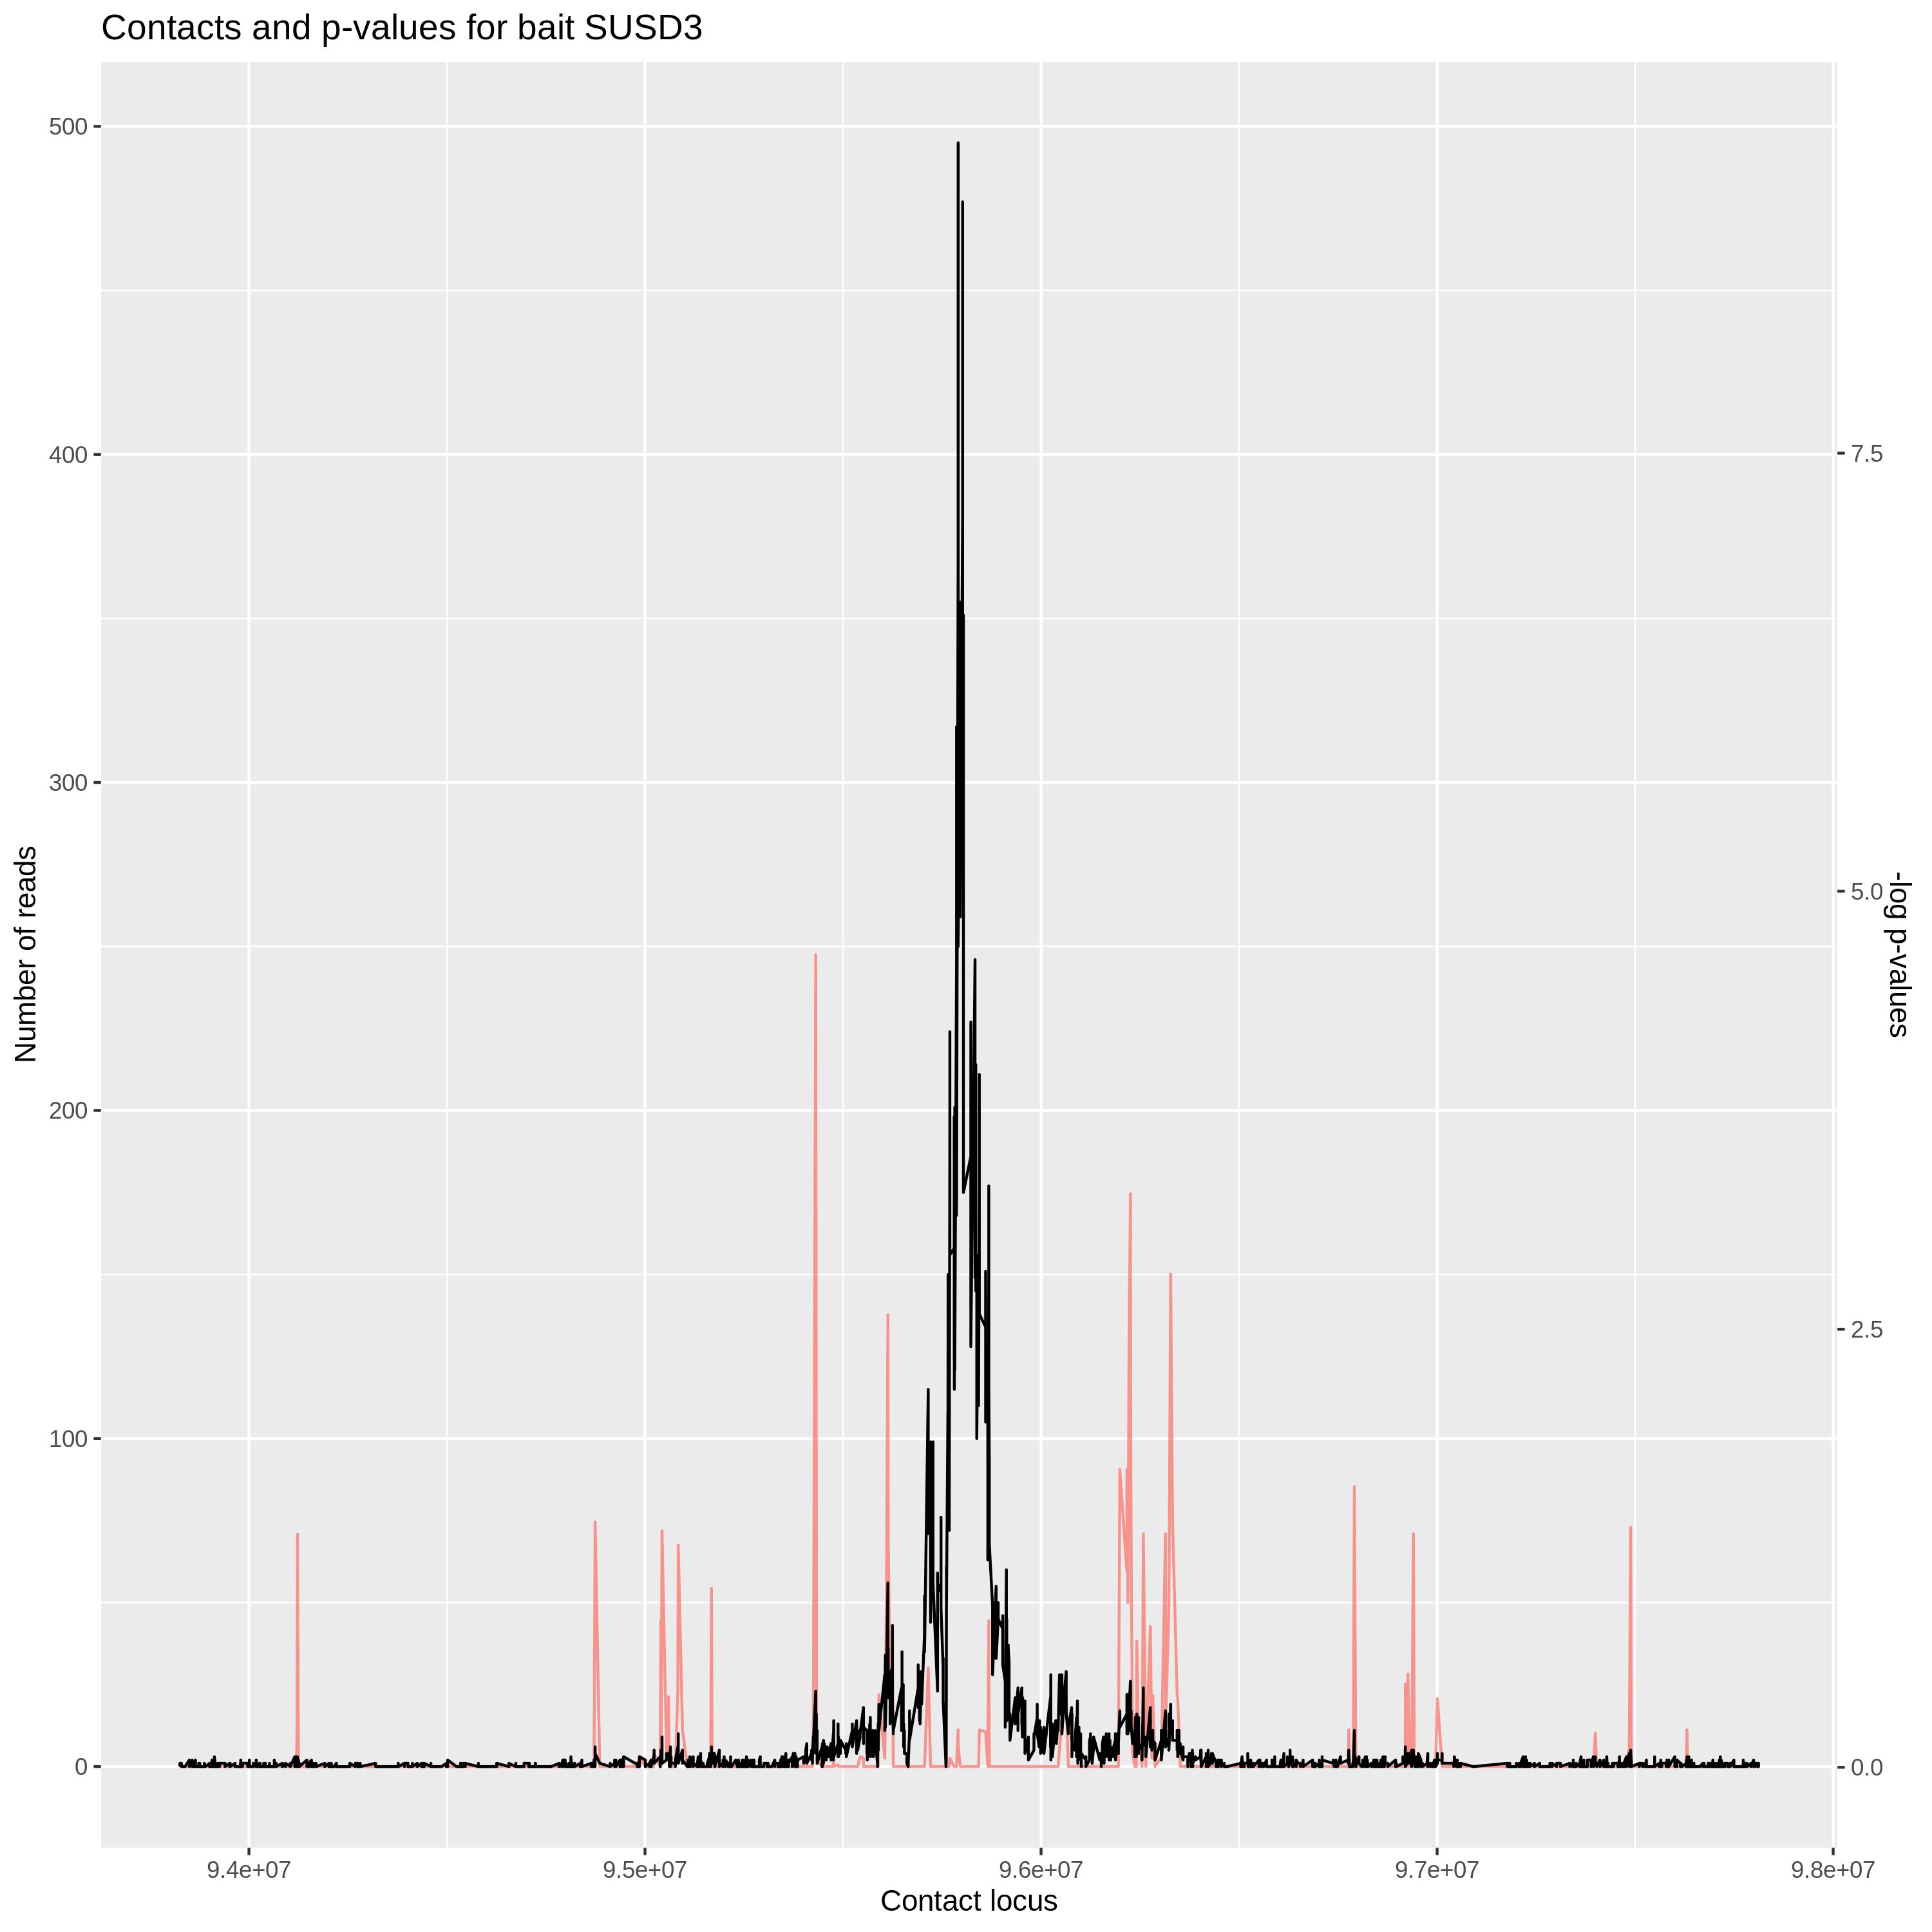 Contacts and p-values for bait SUSD3
500
400
300
200
100
0
Number of reads
7.5
5.0
2.5
0.0
-log p-values
9.4e+07
9.5e+07
9.6e+07
9.7e+07
9.8e+07
Contact locus